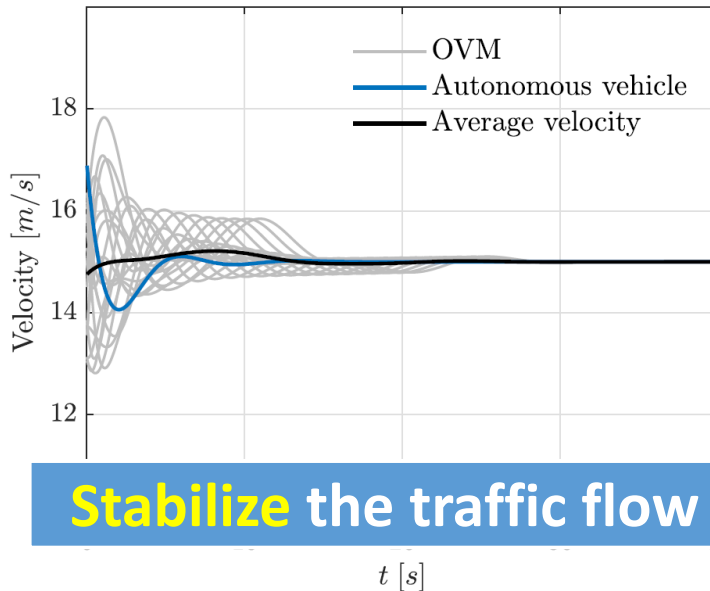 OVM
Autonomous vehicle
Average velocity
18
16
14
12
Velocity [m/s]
Stabilize the traffic flow
t [s]